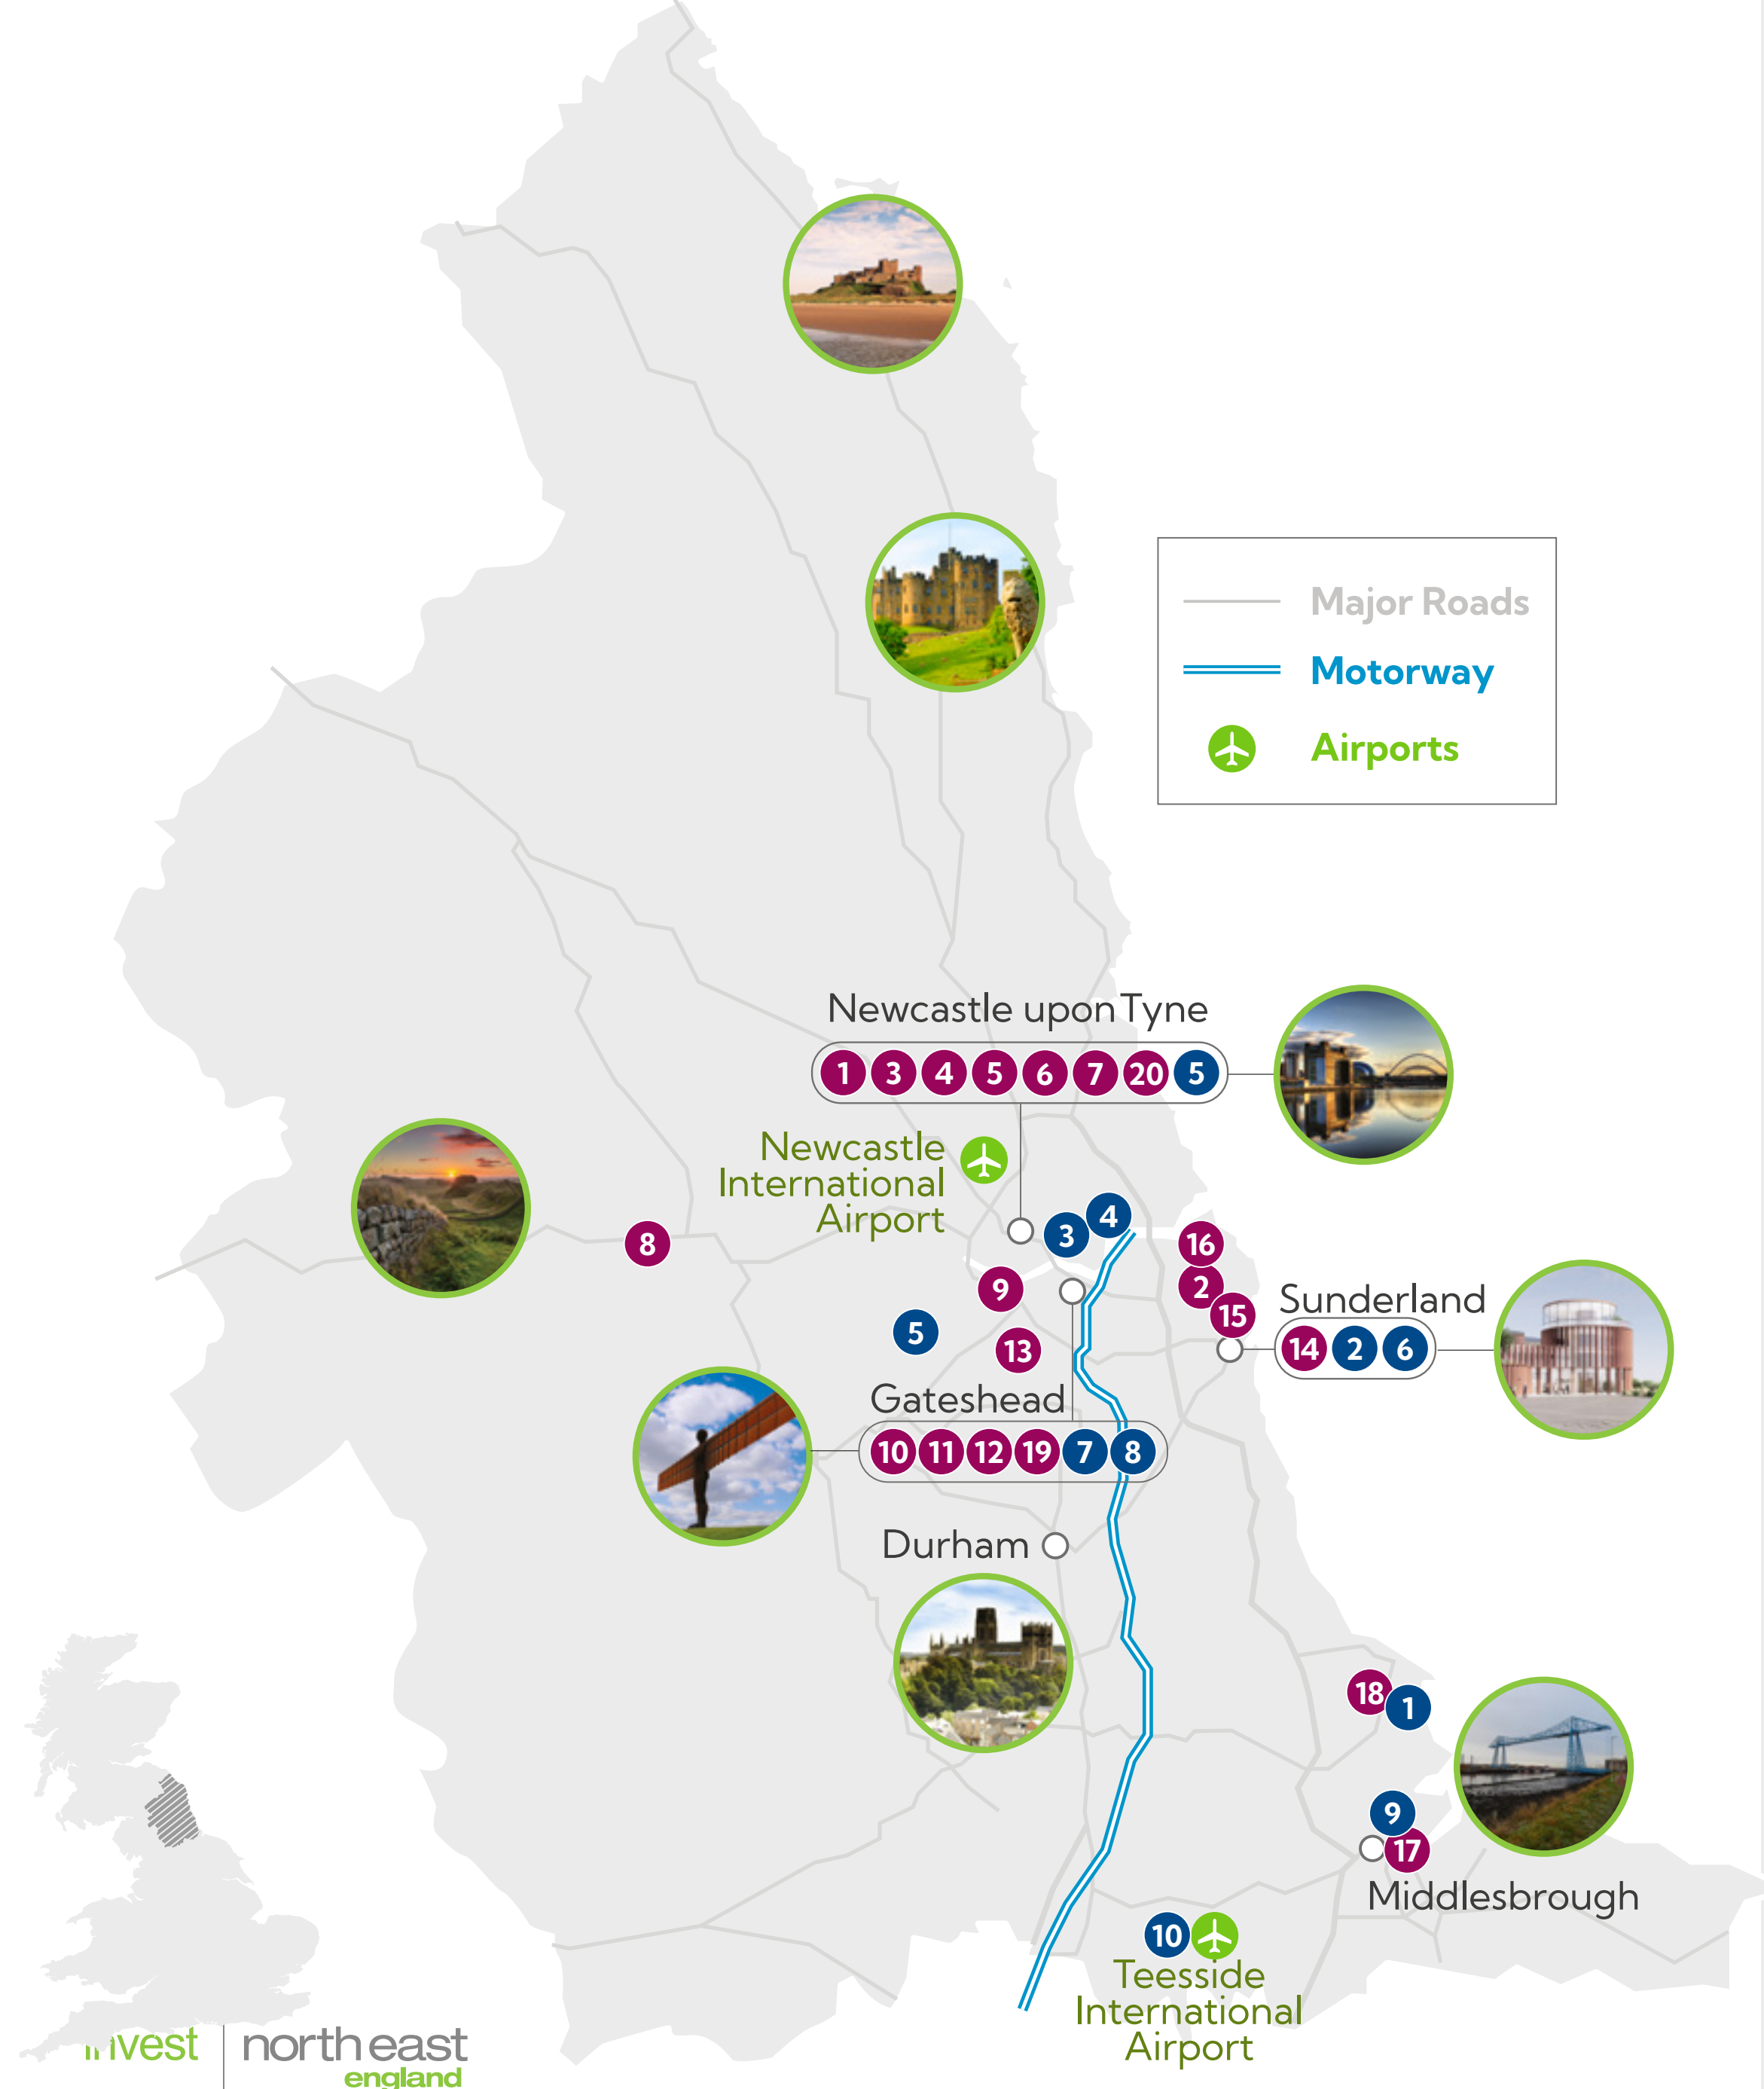 Major Roads
Motorway
Airports
Newcastle upon Tyne
1 3 4 5 6 7 20 5
Newcastle
International
Airport
8
3
4
16
2
15
9
5
13
Sunderland
14 2 6
Gateshead
10 11 12 19 7 8
Durham
18
1
9
17
Middlesbrough
10
Teesside
International
Airport
invest
north east
england